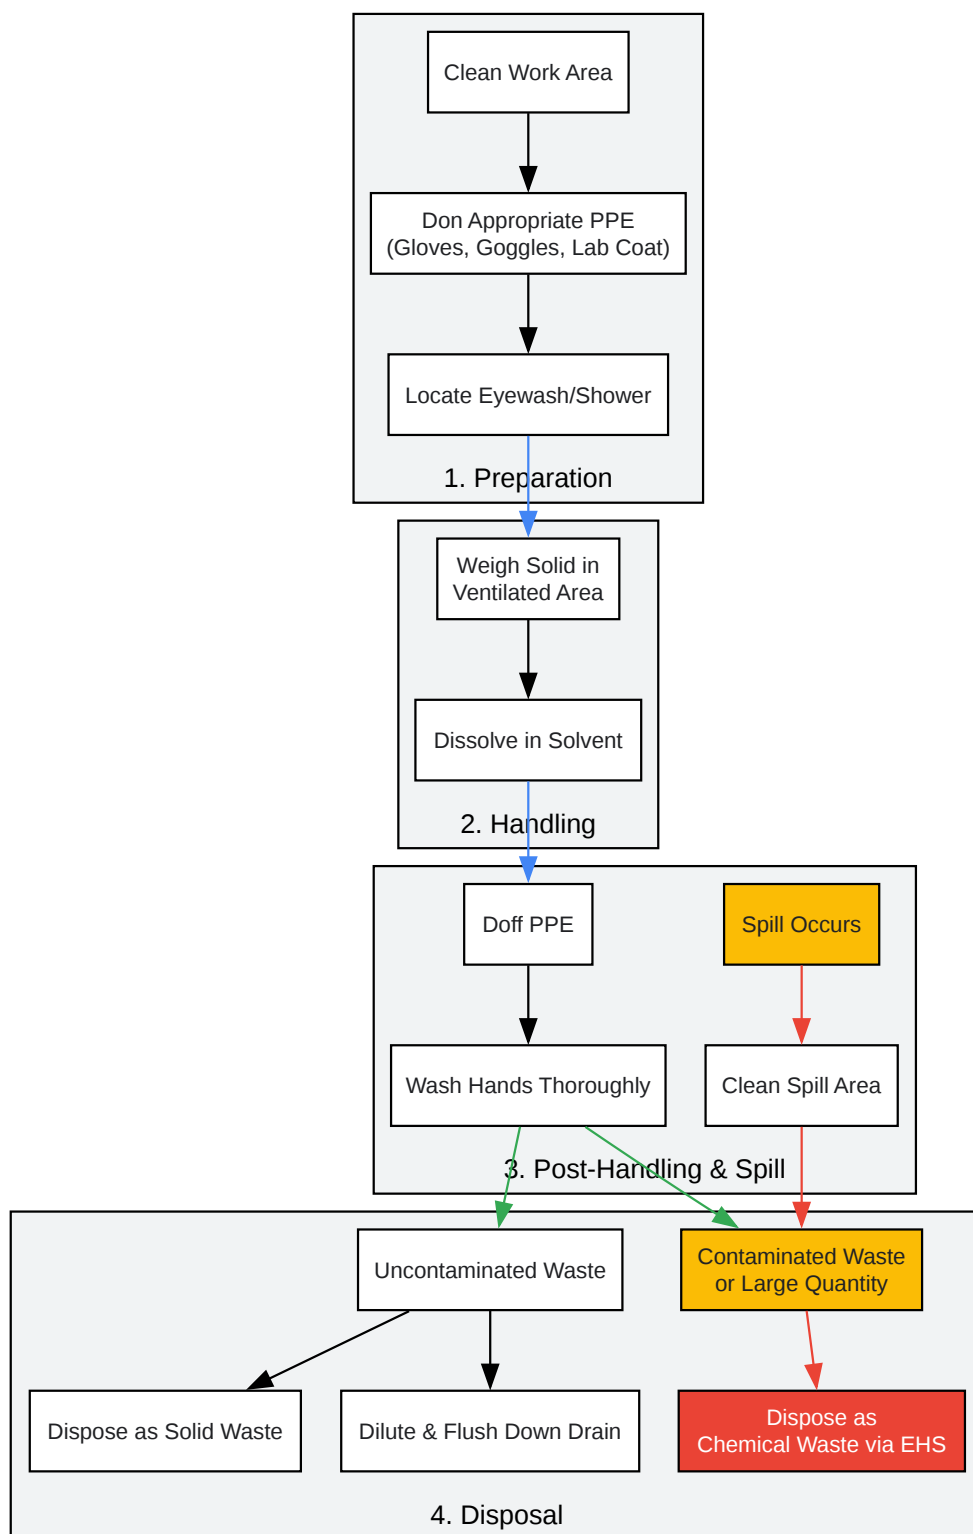 Clean Work Area
Don Appropriate PPE
(Gloves, Goggles, Lab Coat)
Locate Eyewash/Shower
1. Preparation
Weigh Solid in
Ventilated Area
Dissolve in Solvent
2. Handling
Doff PPE
Spill Occurs
Wash Hands Thoroughly
Clean Spill Area
3. Post-Handling & Spill
Uncontaminated Waste
Contaminated Waste
or Large Quantity
Dispose as Solid Waste
Dilute & Flush Down Drain
Dispose as
Chemical Waste via EHS
4. Disposal